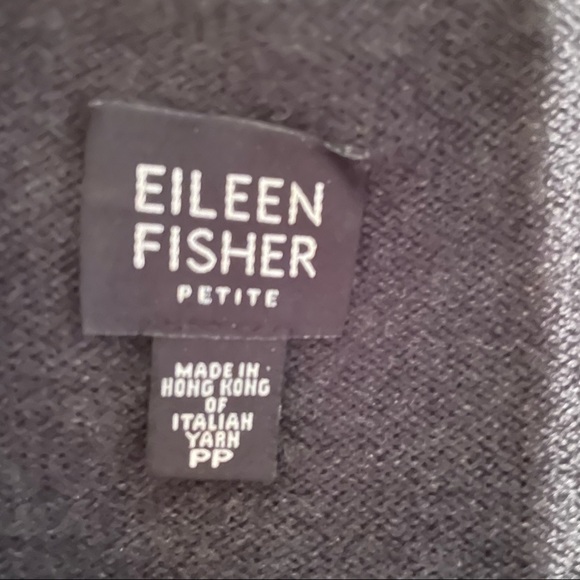 EILEEN
FISHER
PETITE
MADE IN
HONG KONG
OF
ITALIAN
YARN
PP